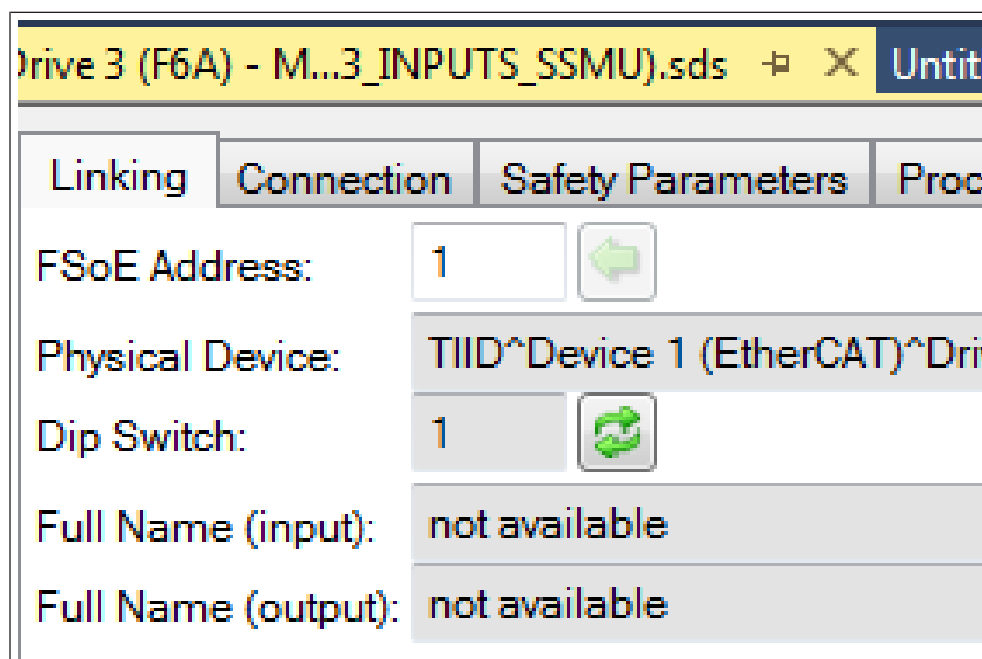 Drive 3 (F6A) - M...3_INPUTS_SSMU).sds Untit
Linking Connection Safety Parameters Proc
FSoE Address: 1
Physical Device: TIID^Device 1 (EtherCAT)^Dri
Dip Switch: 1
Full Name (input): not available
Full Name (output): not available